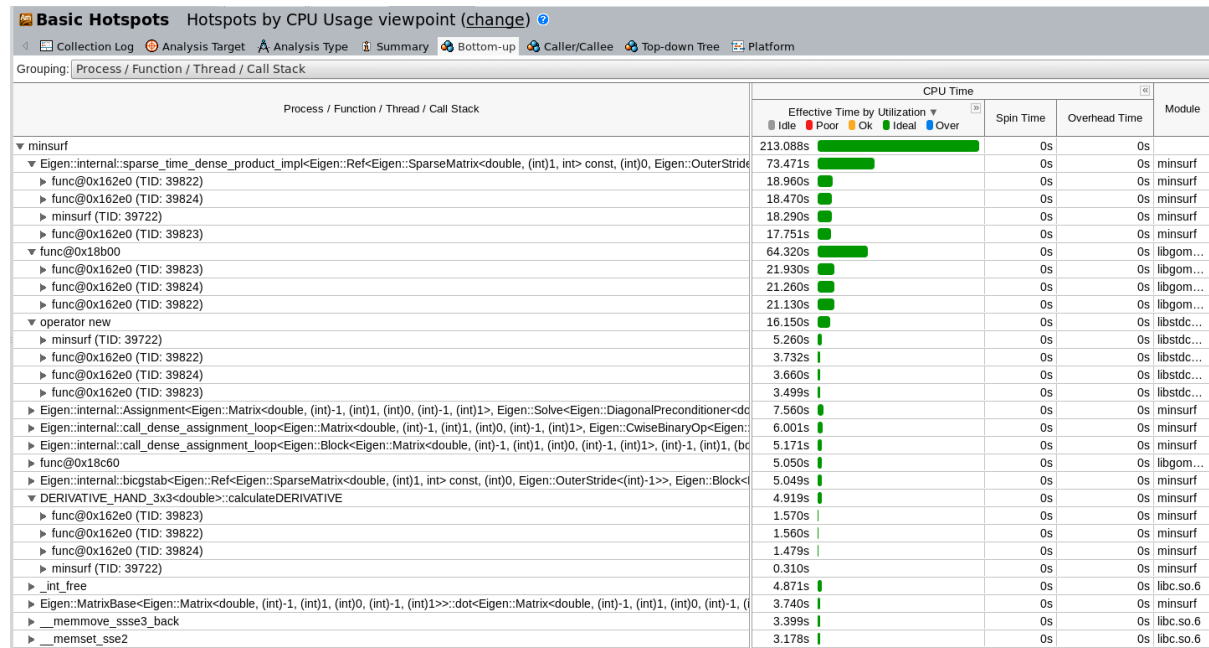 Basic Hotspots Hotspots by CPU Usage viewpoint (change) ?
Collection Log Analysis Target Analysis Type Summary Bottom-up Caller/Callee Top-down Tree Platform
Grouping: Process / Function / Thread / Call Stack
Process / Function / Thread / Call Stack CPU Time Module
Effective Time by Utilization Spin Time Overhead Time
Idle Poor Ok Ideal Over
minsurf 213.088s 0s 0s
Eigen::internal::sparse_time_dense_product_impl<Eigen::Ref<Eigen::SparseMatrix<double, (int)1, int> const, (int)0, Eigen::OuterStride 73.471s 0s 0s minsurf
func@0x162e0 (TID: 39822) 18.960s 0s 0s minsurf
func@0x162e0 (TID: 39824) 18.470s 0s 0s minsurf
minsurf (TID: 39722) 18.290s 0s 0s minsurf
func@0x162e0 (TID: 39823) 17.751s 0s 0s minsurf
func@0x18b00 64.320s 0s 0s libgom...
func@0x162e0 (TID: 39823) 21.930s 0s 0s libgom...
func@0x162e0 (TID: 39824) 21.260s 0s 0s libgom...
func@0x162e0 (TID: 39822) 21.130s 0s 0s libgom...
operator new 16.150s 0s 0s libstdc...
minsurf (TID: 39722) 5.260s 0s 0s libstdc...
func@0x162e0 (TID: 39822) 3.732s 0s 0s libstdc...
func@0x162e0 (TID: 39824) 3.660s 0s 0s libstdc...
func@0x162e0 (TID: 39823) 3.499s 0s 0s libstdc...
Eigen::internal::Assignment<Eigen::Matrix<double, (int)-1, (int)1, (int)0, (int)-1, (int)1>, Eigen::Solve<Eigen::DiagonalPreconditioner<do 7.560s 0s 0s minsurf
Eigen::internal::call_dense_assignment_loop<Eigen::Matrix<double, (int)-1, (int)1, (int)0, (int)-1, (int)1>, Eigen::CwiseBinaryOp<Eigen:: 6.001s 0s 0s minsurf
Eigen::internal::call_dense_assignment_loop<Eigen::Block<Eigen::Matrix<double, (int)-1, (int)1, (int)0, (int)-1, (int)1>, (int)-1, (int)1, (bo 5.171s 0s 0s minsurf
func@0x18c60 5.050s 0s 0s libgom...
Eigen::internal::bicgstab<Eigen::Ref<Eigen::SparseMatrix<double, (int)1, int> const, (int)0, Eigen::OuterStride<(int)-1>>, Eigen::Block< 5.049s 0s 0s minsurf
DERIVATIVE_HAND_3x3<double>::calculateDERIVATIVE 4.919s 0s 0s minsurf
func@0x162e0 (TID: 39823) 1.570s 0s 0s minsurf
func@0x162e0 (TID: 39822) 1.560s 0s 0s minsurf
func@0x162e0 (TID: 39824) 1.479s 0s 0s minsurf
minsurf (TID: 39722) 0.310s 0s 0s minsurf
_int_free 4.871s 0s 0s libc.so.6
Eigen::MatrixBase<Eigen::Matrix<double, (int)-1, (int)1, (int)0, (int)-1, (int)1>>::dot<Eigen::Matrix<double, (int)-1, (int)1, (int)0, (int)-1, (i 3.740s 0s 0s minsurf
__memmove_ssse3_back 3.399s 0s 0s libc.so.6
__memset_sse2 3.178s 0s 0s libc.so.6